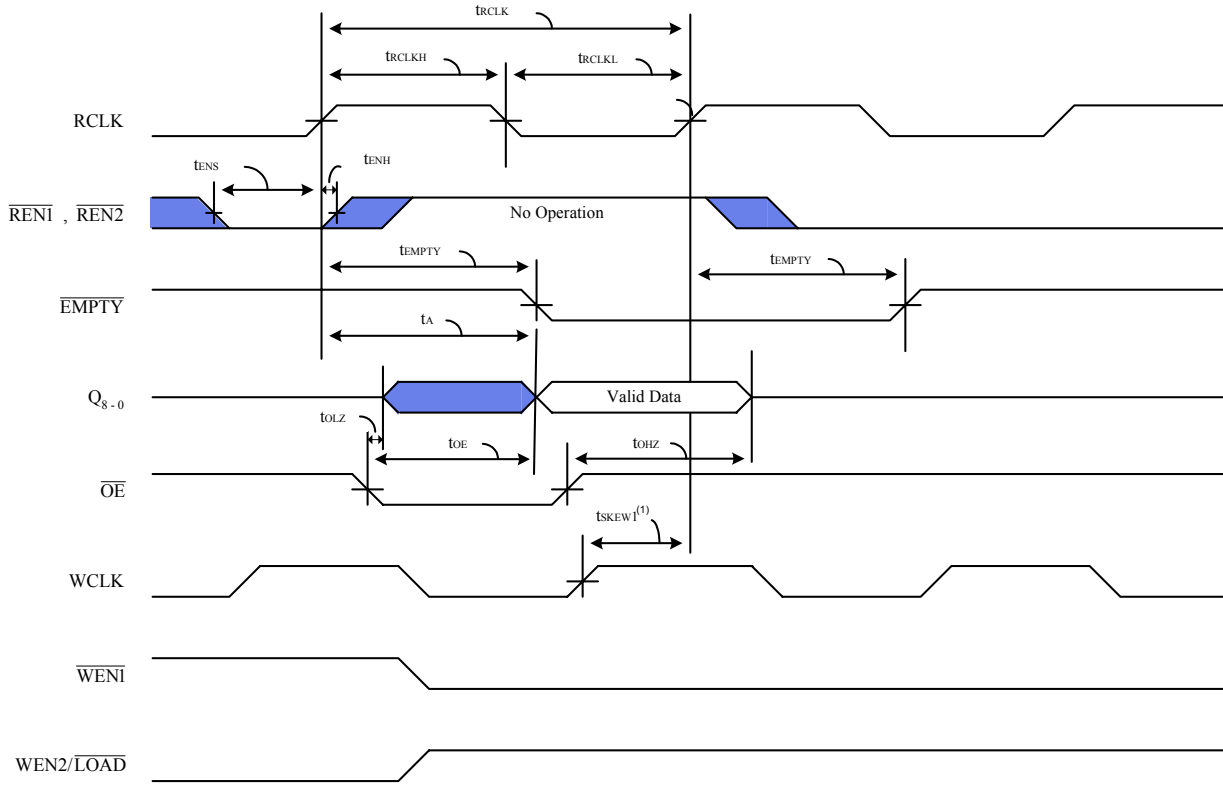 tRCLK
tRCLKH
tRCLKL
RCLK
tENS
tENH
REN1 , REN2
No Operation
tEMPTY
tEMPTY
EMPTY
tA
Q8 - 0
Valid Data
tOLZ
tOE
tOHZ
OE
tSKEW1(1)
WCLK
WEN1
WEN2/LOAD